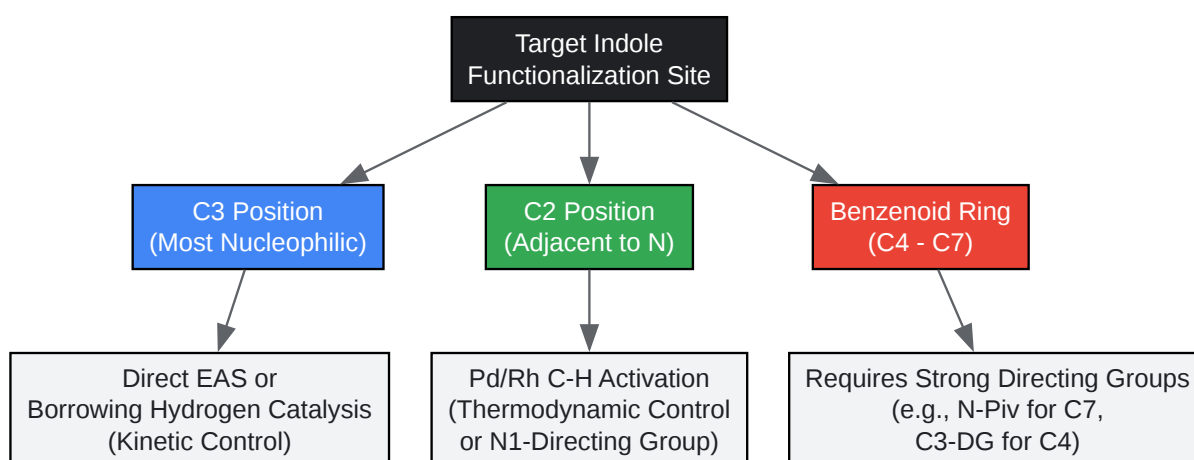 Target Indole
Functionalization Site
C3 Position
(Most Nucleophilic)
C2 Position
(Adjacent to N)
Benzenoid Ring
(C4 - C7)
Direct EAS or
Borrowing Hydrogen Catalysis
(Kinetic Control)
Pd/Rh C-H Activation
(Thermodynamic Control
or N1-Directing Group)
Requires Strong Directing Groups
(e.g., N-Piv for C7,
C3-DG for C4)